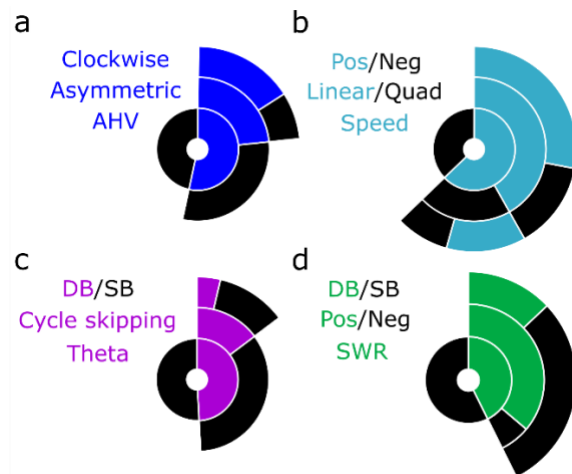 a
Clockwise
Asymmetric
AHV
b
Pos/Neg
Linear/Quad
Speed
c
DB/SB
Cycle skipping
Theta
d
DB/SB
Pos/Neg
SWR